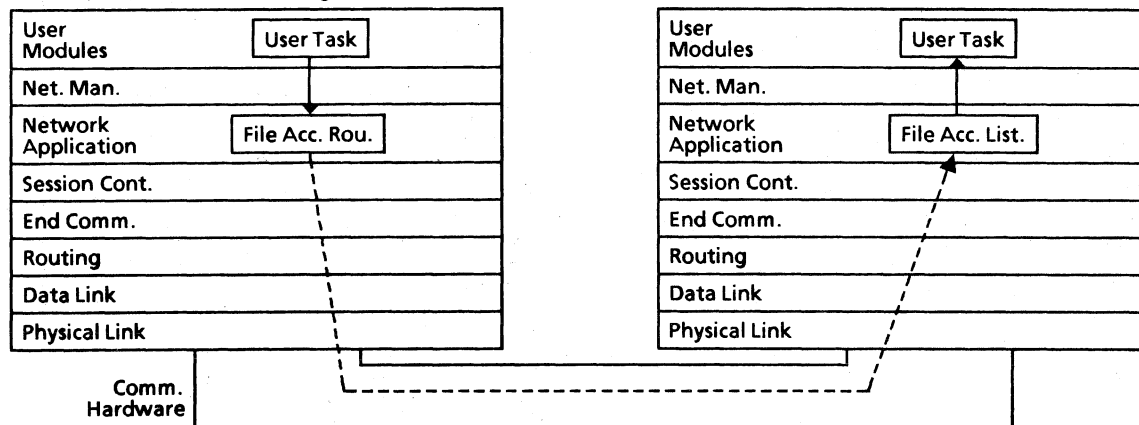 User
Modules
User Task
Net. Man.
Network
Application
File Acc. Rou.
Session Cont.
End Comm.
Routing
Data Link
Physical Link
Comm.
Hardware
User
Modules
User Task
Net. Man.
Network
Application
File Acc. List.
Session Cont.
End Comm.
Routing
Data Link
Physical Link